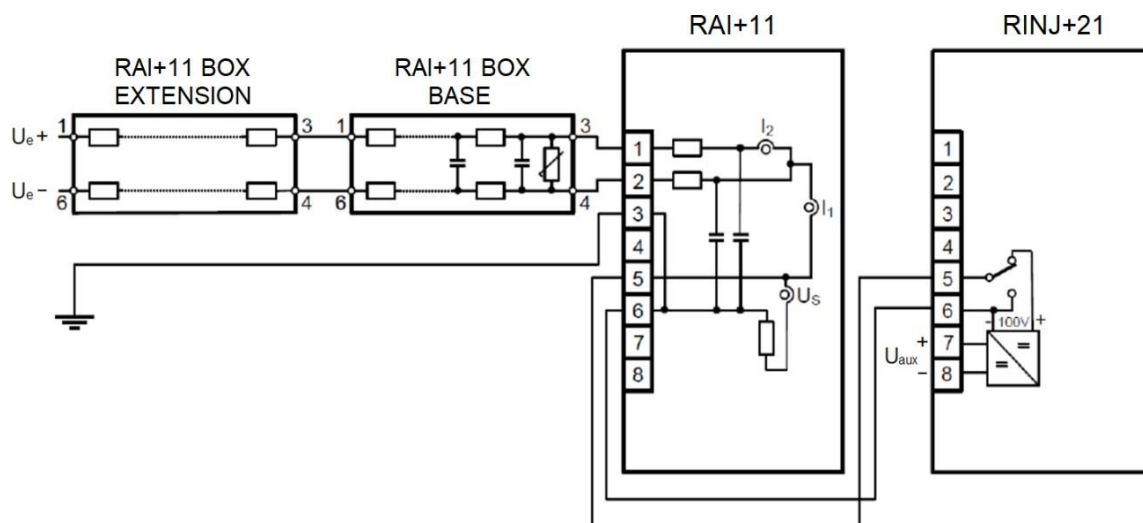 RAI+11
RINJ+21
RAI+11 BOX
EXTENSION
RAI+11 BOX
BASE
Ue+
Ue−
1
6
3
4
1
6
3
4
1
2
3
4
5
6
7
8
I2
I1
US
1
2
3
4
5
6
7
8
Uaux
+
−
- 100V +
=
=